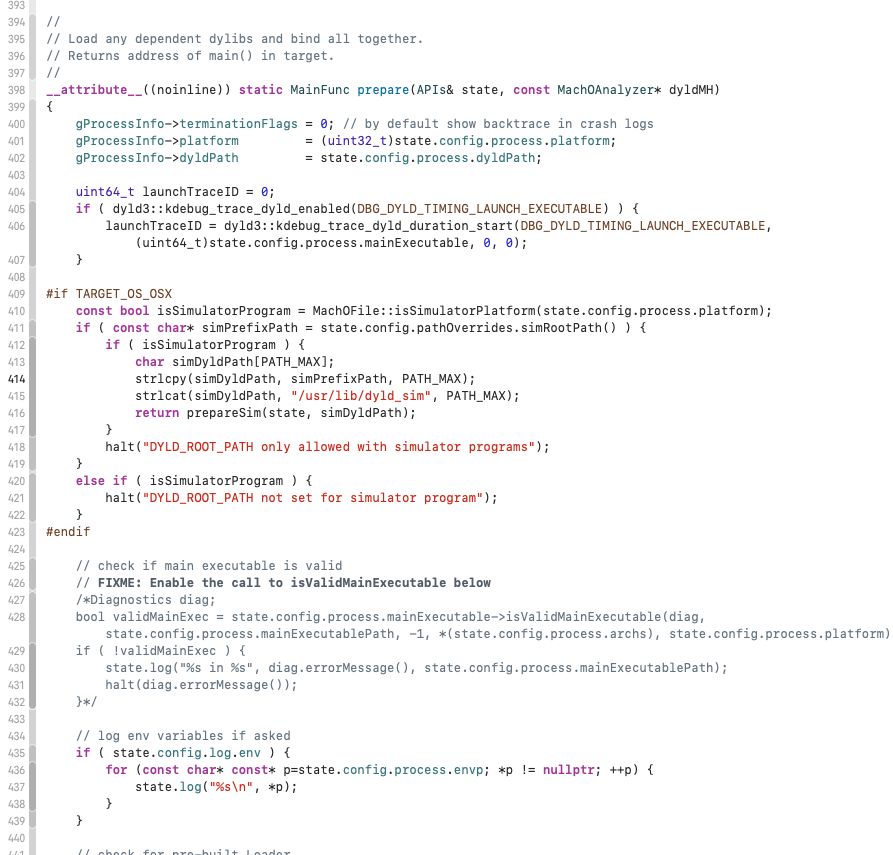 393
394 //
395 // Load any dependent dylibs and bind all together.
396 // Returns address of main() in target.
397 //
398 __attribute__((noinline)) static MainFunc prepare(APIs& state, const MachOAnalyzer* dyldMH)
399 {
400     gProcessInfo->terminationFlags = 0; // by default show backtrace in crash logs
401     gProcessInfo->platform         = (uint32_t)state.config.process.platform;
402     gProcessInfo->dyldPath         = state.config.process.dyldPath;
403
404     uint64_t launchTraceID = 0;
405     if ( dyld3::kdebug_trace_dyld_enabled(DBG_DYLD_TIMING_LAUNCH_EXECUTABLE) ) {
406         launchTraceID = dyld3::kdebug_trace_dyld_duration_start(DBG_DYLD_TIMING_LAUNCH_EXECUTABLE,
            (uint64_t)state.config.process.mainExecutable, 0, 0);
407     }
408
409 #if TARGET_OS_OSX
410     const bool isSimulatorProgram = MachOFile::isSimulatorPlatform(state.config.process.platform);
411     if ( const char* simPrefixPath = state.config.pathOverrides.simRootPath() ) {
412         if ( isSimulatorProgram ) {
413             char simDyldPath[PATH_MAX];
414             strlcpy(simDyldPath, simPrefixPath, PATH_MAX);
415             strlcat(simDyldPath, "/usr/lib/dyld_sim", PATH_MAX);
416             return prepareSim(state, simDyldPath);
417         }
418         halt("DYLD_ROOT_PATH only allowed with simulator programs");
419     }
420     else if ( isSimulatorProgram ) {
421         halt("DYLD_ROOT_PATH not set for simulator program");
422     }
423 #endif
424
425     // check if main executable is valid
426     // FIXME: Enable the call to isValidMainExecutable below
427     /*Diagnostics diag;
428     bool validMainExec = state.config.process.mainExecutable->isValidMainExecutable(diag,
        state.config.process.mainExecutablePath, -1, *(state.config.process.archs), state.config.process.platform)
429     if ( !validMainExec ) {
430         state.log("%s in %s", diag.errorMessage(), state.config.process.mainExecutablePath);
431         halt(diag.errorMessage());
432     }*/
433
434     // log env variables if asked
435     if ( state.config.log.env ) {
436         for (const char* const* p=state.config.process.envp; *p != nullptr; ++p) {
437             state.log("%s\n", *p);
438         }
439     }
440
441     // check for pre-built Loader